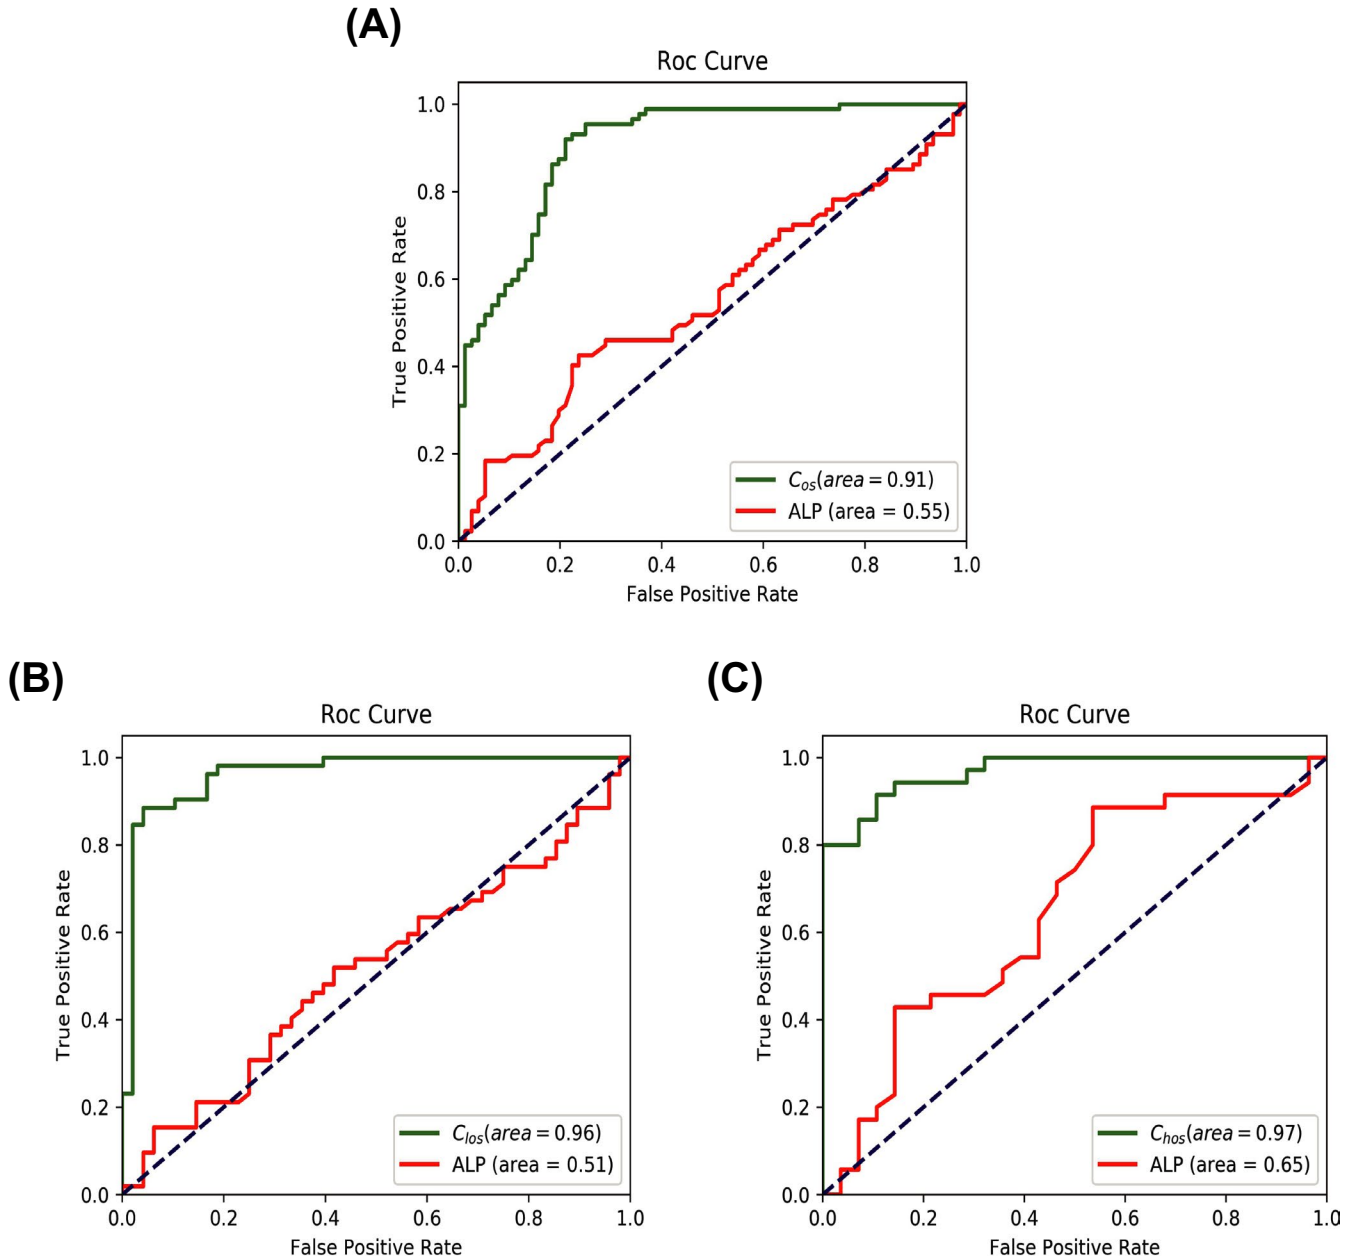 (A)
Roc Curve
1.0
0.8
0.6
0.4
0.2
0.0
True Positive Rate
0.0 0.2 0.4 0.6 0.8 1.0
False Positive Rate
Cos(area = 0.91)
ALP (area = 0.55)
(B)
Roc Curve
1.0
0.8
0.6
0.4
0.2
0.0
True Positive Rate
0.0 0.2 0.4 0.6 0.8 1.0
False Positive Rate
Clos(area = 0.96)
ALP (area = 0.51)
(C)
Roc Curve
1.0
0.8
0.6
0.4
0.2
0.0
True Positive Rate
0.0 0.2 0.4 0.6 0.8 1.0
False Positive Rate
Chos(area = 0.97)
ALP (area = 0.65)